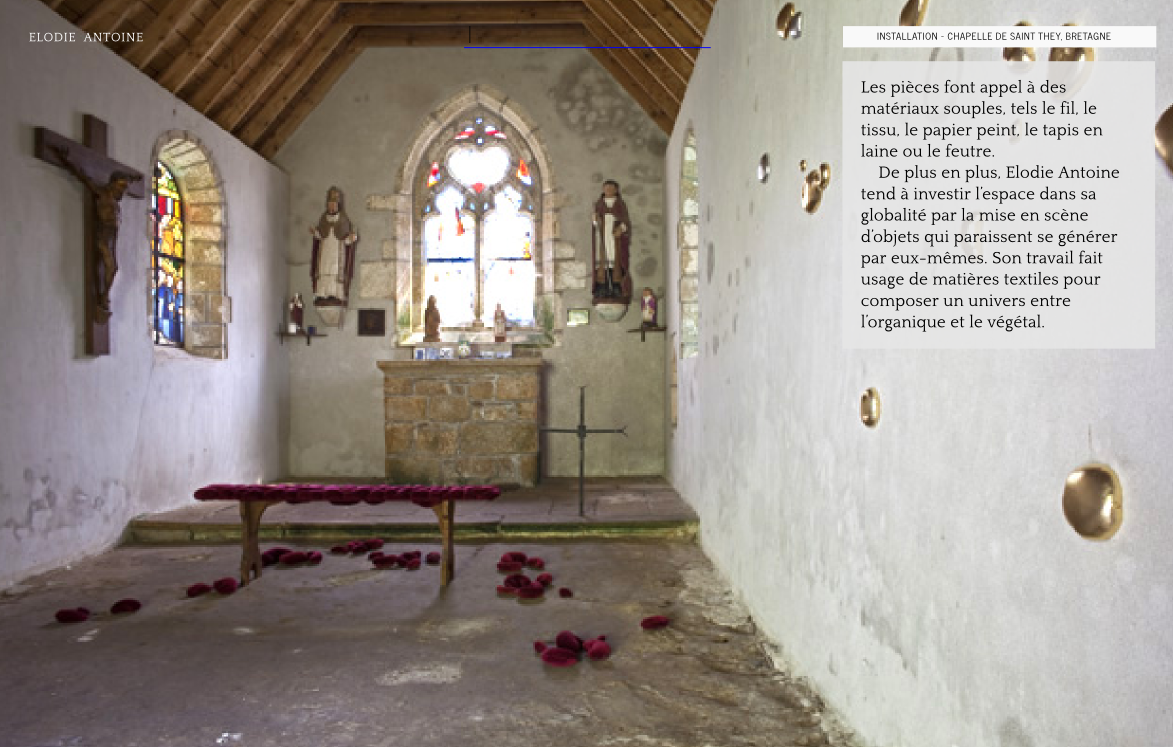 ELODIE ANTOINE
INSTALLATION - CHAPELLE DE SAINT THEY, BRETAGNE
Les pièces font appel à des
matériaux souples, tels le fil, le
tissu, le papier peint, le tapis en
laine ou le feutre.
De plus en plus, Elodie Antoine
tend à investir l'espace dans sa
globalité par la mise en scène
d'objets qui paraissent se générer
par eux-mêmes. Son travail fait
usage de matières textiles pour
composer un univers entre
l'organique et le végétal.